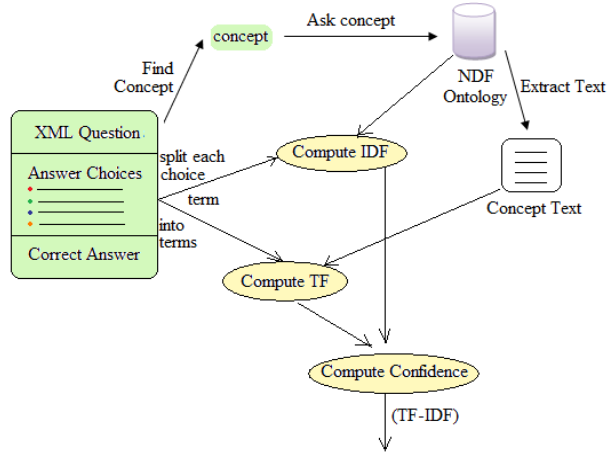 concept
Ask concept
NDF
Ontology
Find
Concept
Extract Text
XML Question
Answer Choices
Correct Answer
split each
choice
term
into
terms
Compute IDF
Concept Text
Compute TF
Compute Confidence
(TF-IDF)